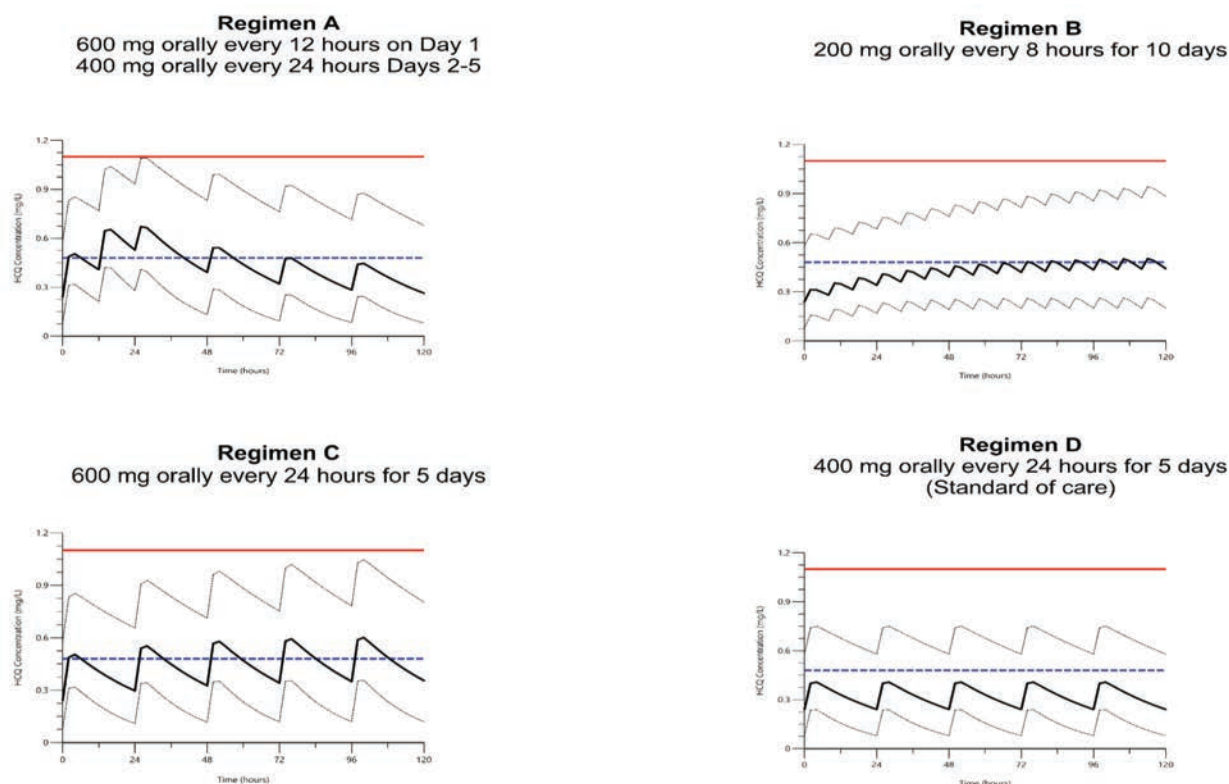 Regimen A
600 mg orally every 12 hours on Day 1
400 mg orally every 24 hours Days 2-5
HCQ Concentration (mg/L)
1.2
0.9
0.6
0.3
0
0
24
48
72
96
120
Time (hours)
Regimen B
200 mg orally every 8 hours for 10 days
HCQ Concentration (mg/L)
1.2
0.9
0.6
0.3
0
0
24
48
72
96
120
Time (hours)
Regimen C
600 mg orally every 24 hours for 5 days
HCQ Concentration (mg/L)
1.2
0.9
0.6
0.3
0
0
24
48
72
96
120
Time (hours)
Regimen D
400 mg orally every 24 hours for 5 days
(Standard of care)
HCQ Concentration (mg/L)
1.2
0.9
0.6
0.3
0
0
24
48
72
96
120
Time (hours)